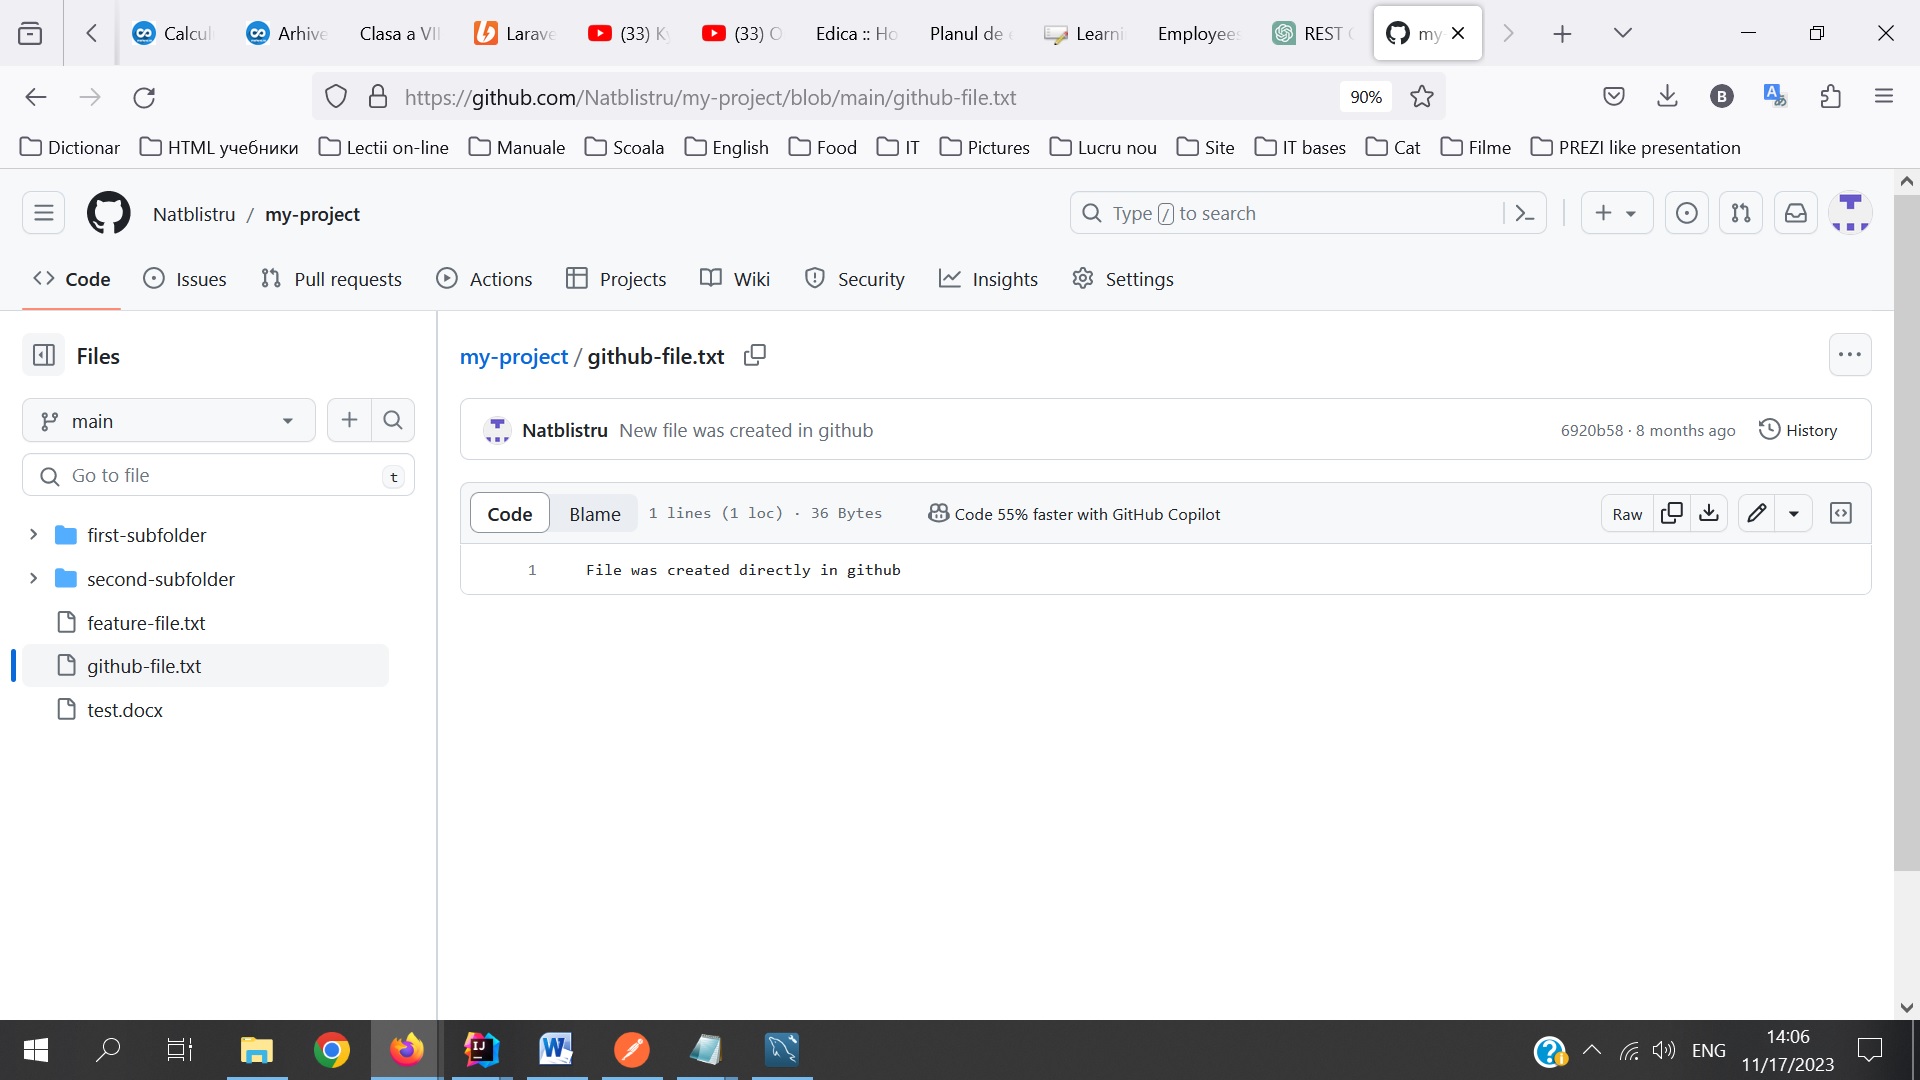 Calcul Arhive Clasa a VII Larave (33) Ky (33) O Edica :: Ho Planul de Learni Employees REST my
https://github.com/Natblistru/my-project/blob/main/github-file.txt 90% B
Dictionar HTML учебники Lectii on-line Manuale Scoala English Food IT Pictures Lucru nou Site IT bases Cat Filme PREZI like presentation
Natblistru / my-project Type / to search
Code Issues Pull requests Actions Projects Wiki Security Insights Settings
Files
my-project / github-file.txt
main
Natblistru New file was created in github 6920b58 · 8 months ago History
Go to file t
Code Blame 1 lines (1 loc) · 36 Bytes Code 55% faster with GitHub Copilot Raw
1 File was created directly in github
first-subfolder
second-subfolder
feature-file.txt
github-file.txt
test.docx
ENG
14:06
11/17/2023